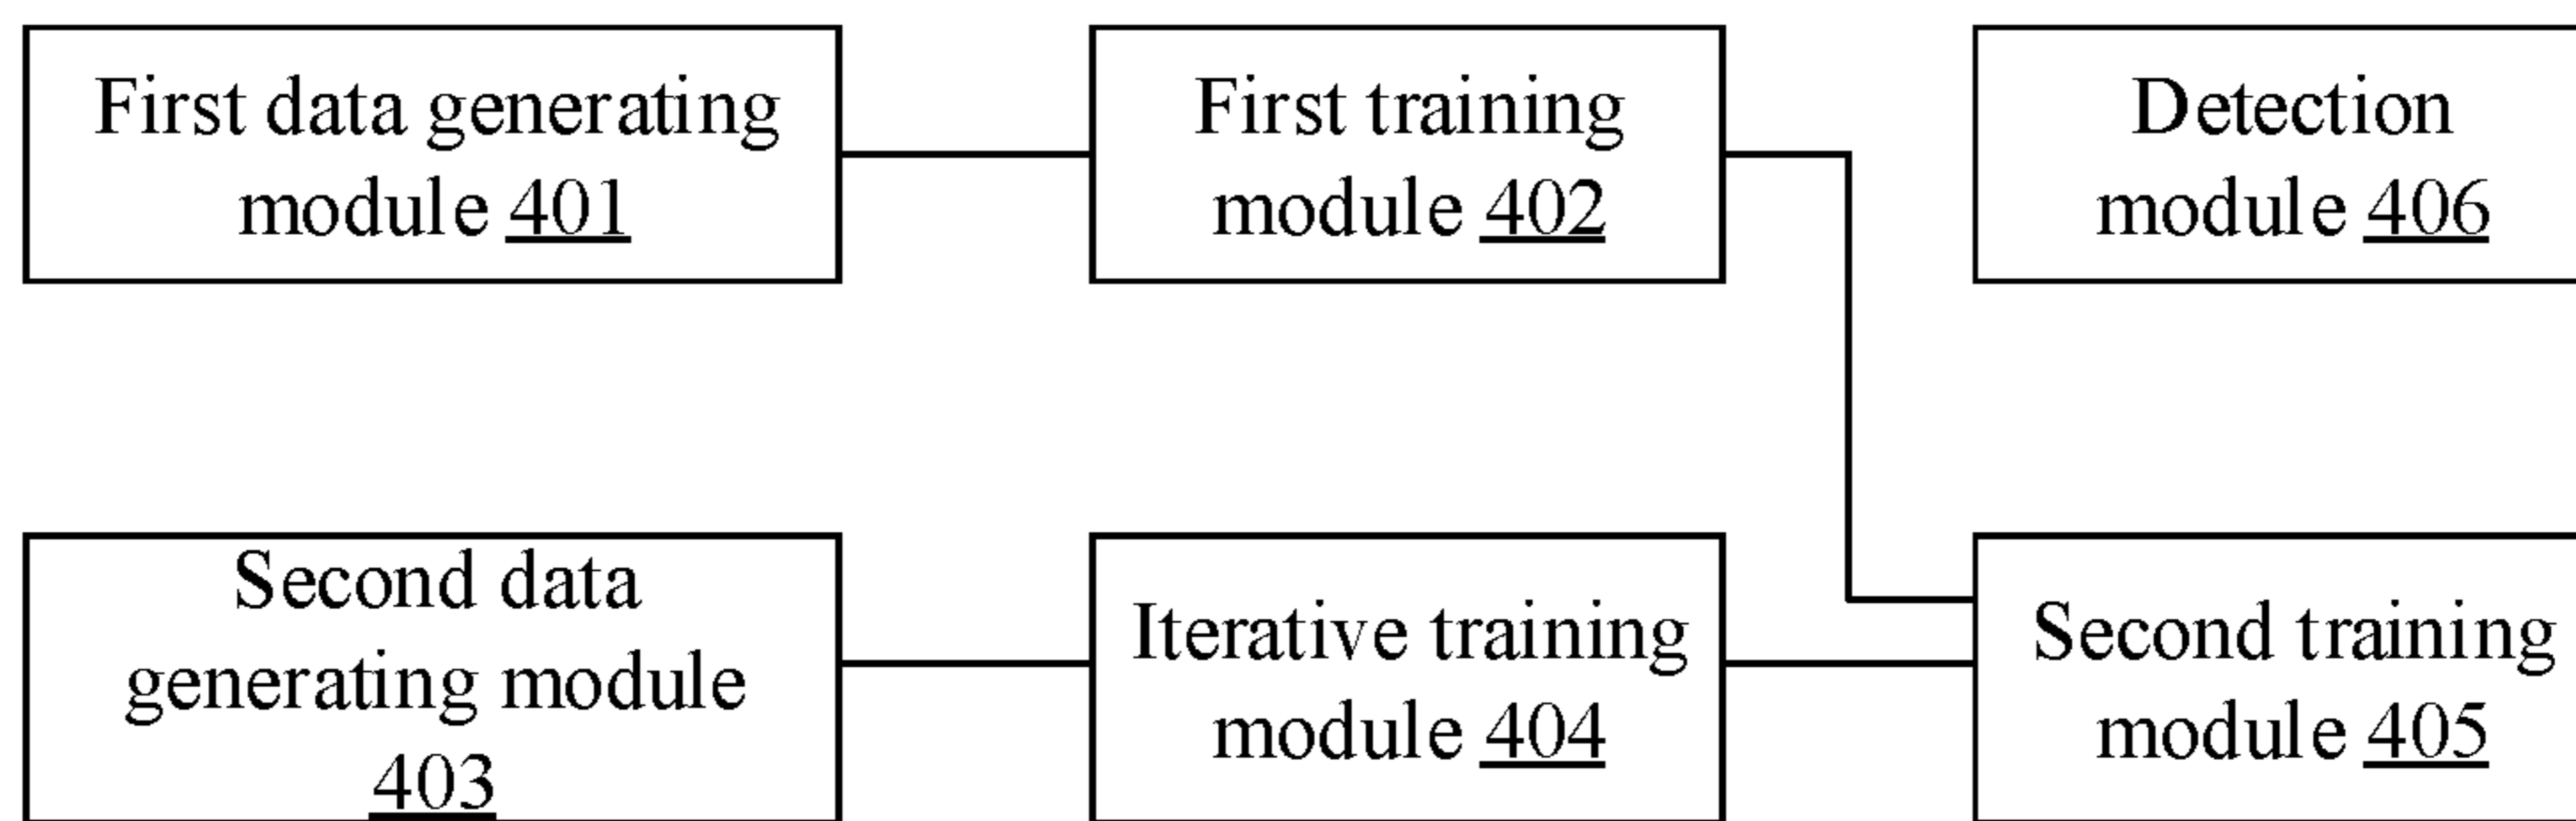 First data generating
module 401
First training
module 402
Detection
module 406
Second data
generating module
403
Iterative training
module 404
Second training
module 405